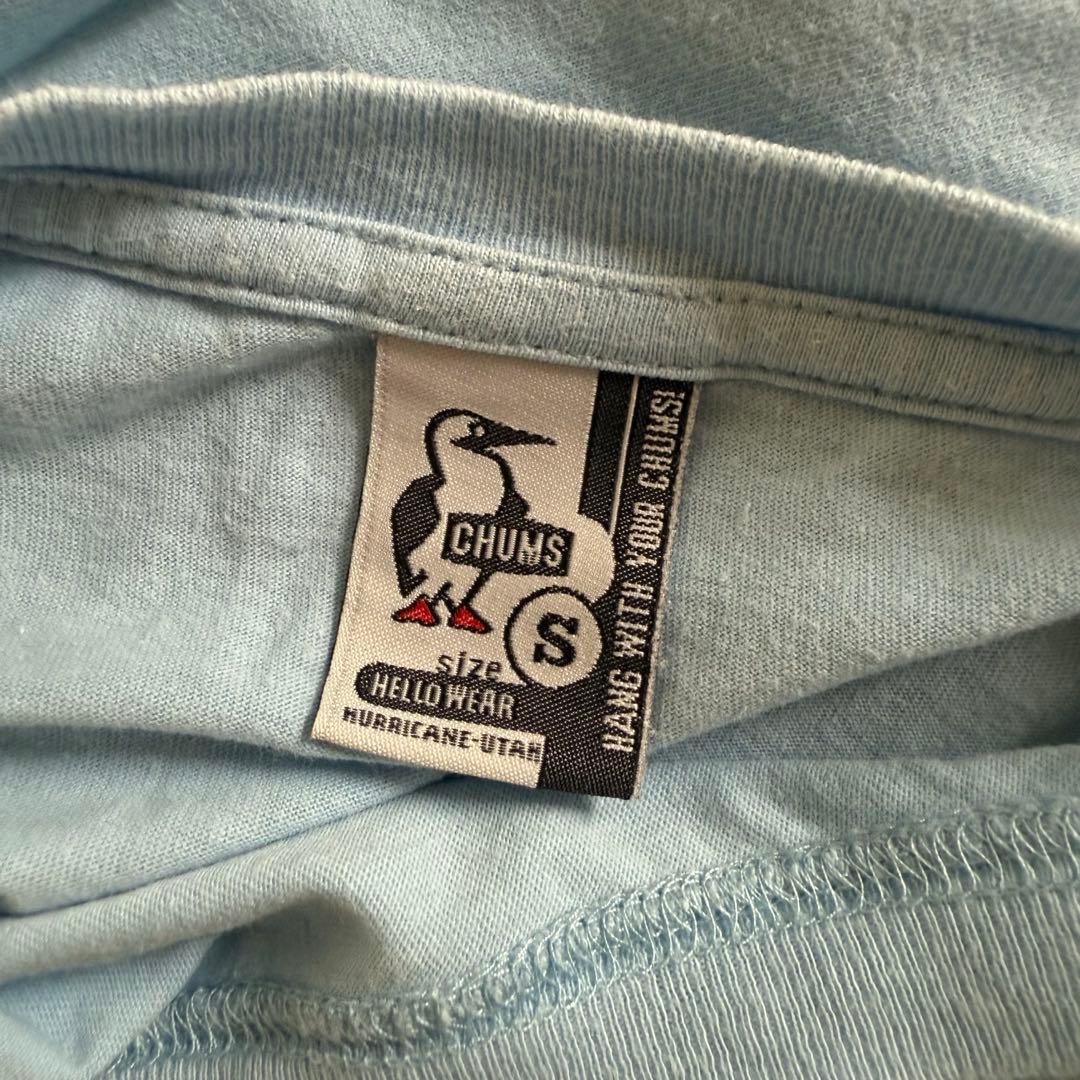 CHUMS
size S
HELLO WEAR
HURRICANE-UTAH
HANG WITH YOUR CHUMS!